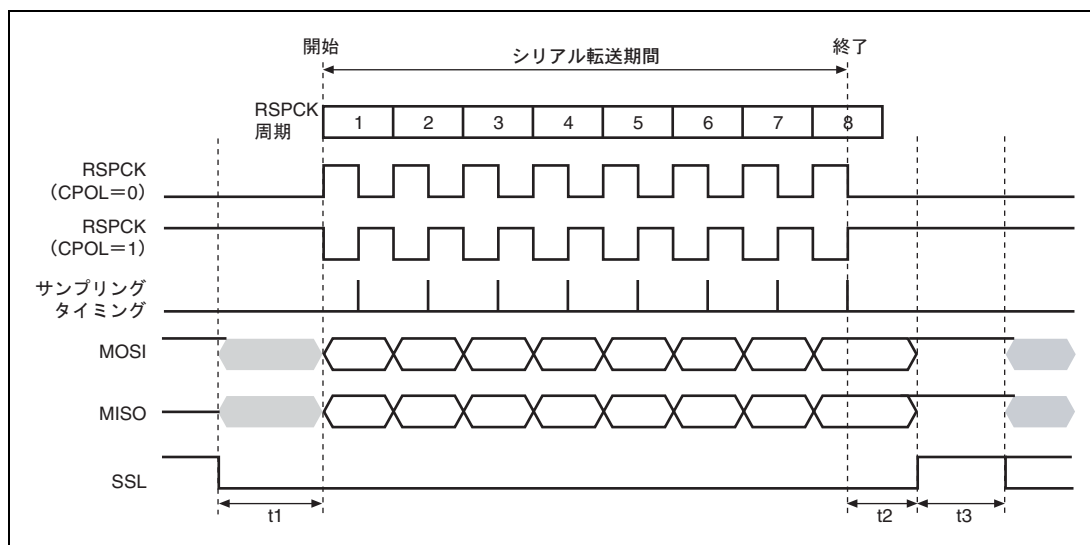 開始
終了
シリアル転送期間
RSPCK
周期
1 2 3 4 5 6 7 8
RSPCK
(CPOL=0)
RSPCK
(CPOL=1)
サンプリング
タイミング
MOSI
MISO
SSL
t1
t2
t3